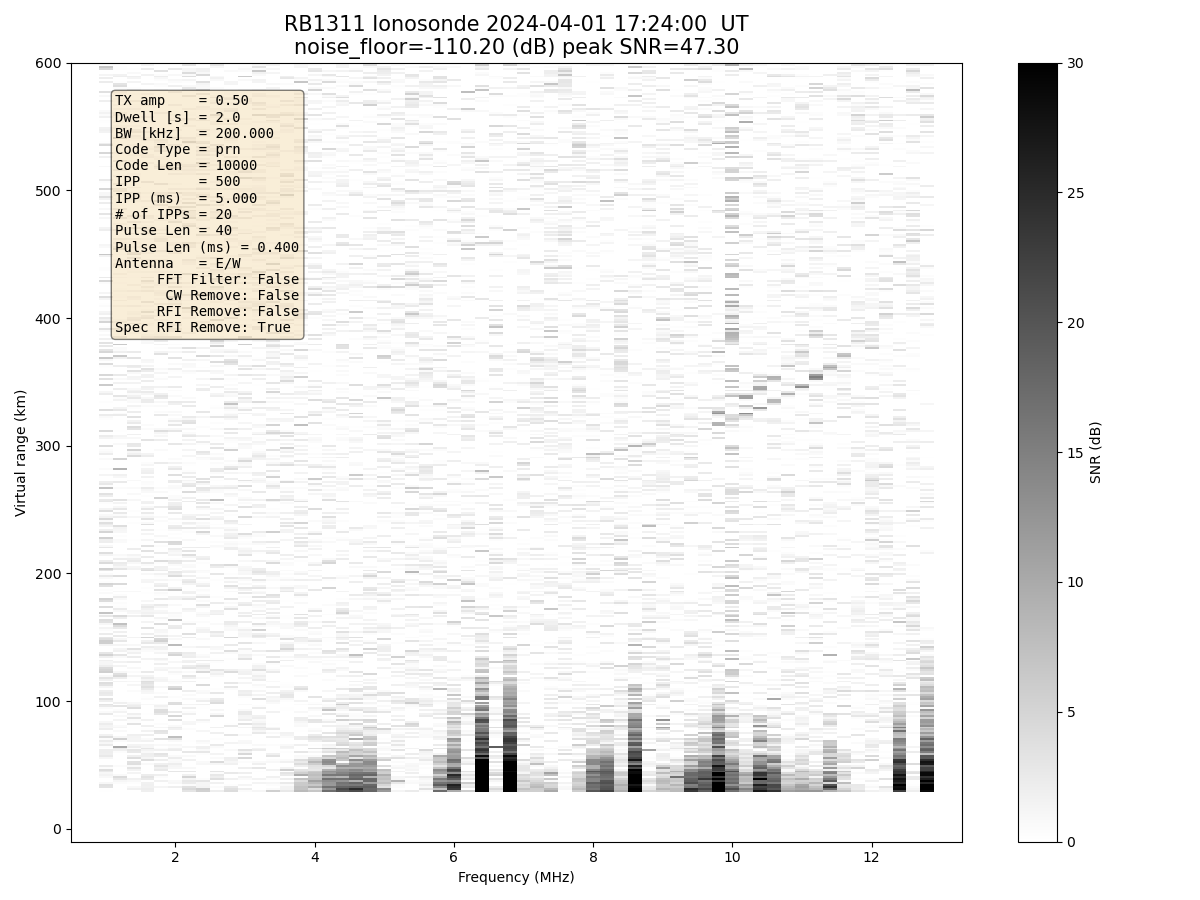 RB1311 Ionosonde 2024-04-01 17:24:00  UT
noise_floor=-110.20 (dB) peak SNR=47.30
TX amp    = 0.50
Dwell [s] = 2.0
BW [kHz]  = 200.000
Code Type = prn
Code Len  = 10000
IPP       = 500
IPP (ms)  = 5.000
# of IPPs = 20
Pulse Len = 40
Pulse Len (ms) = 0.400
Antenna   = E/W
FFT Filter: False
CW Remove: False
RFI Remove: False
Spec RFI Remove: True
600
500
400
300
200
100
0
Virtual range (km)
2 4 6 8 10 12
Frequency (MHz)
30
25
20
15
10
5
0
SNR (dB)